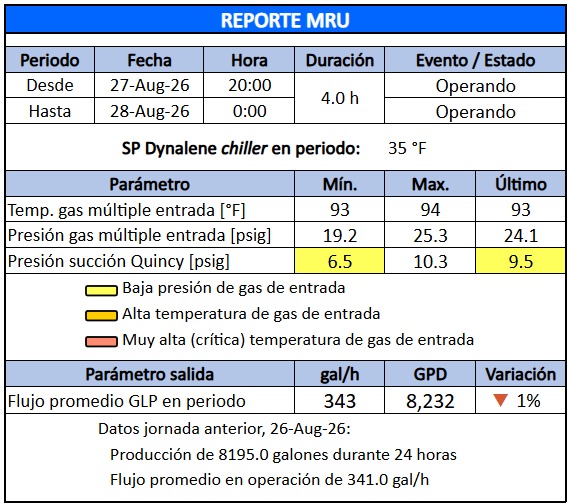 REPORTE MRU
Periodo Fecha Hora Duración Evento / Estado
Desde 27-Aug-26 20:00 4.0 h Operando
Hasta 28-Aug-26 0:00 Operando
SP Dynalene chiller en periodo: 35 °F
Parámetro Mín. Max. Último
Temp. gas múltiple entrada [°F] 93 94 93
Presión gas múltiple entrada [psig] 19.2 25.3 24.1
Presión succión Quincy [psig] 6.5 10.3 9.5
Baja presión de gas de entrada
Alta temperatura de gas de entrada
Muy alta (crítica) temperatura de gas de entrada
Parámetro salida gal/h GPD Variación
Flujo promedio GLP en periodo 343 8,232 ▼ 1%
Datos jornada anterior, 26-Aug-26:
Producción de 8195.0 galones durante 24 horas
Flujo promedio en operación de 341.0 gal/h